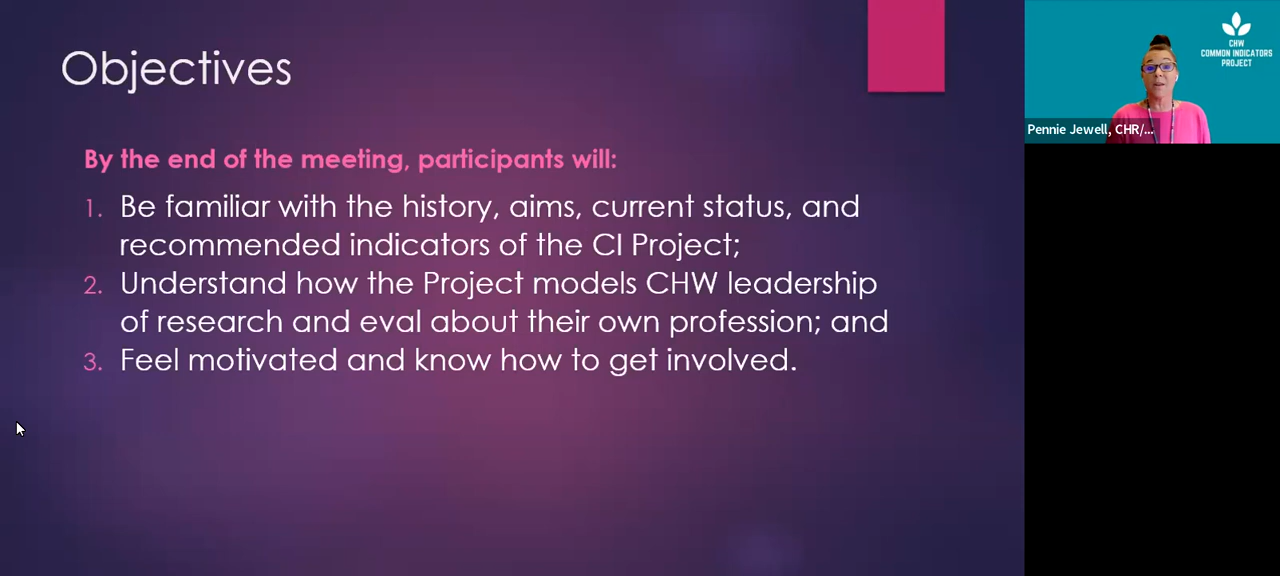 Objectives
By the end of the meeting, participants will:
1. Be familiar with the history, aims, current status, and
recommended indicators of the CI Project;
2. Understand how the Project models CHW leadership
of research and eval about their own profession; and
3. Feel motivated and know how to get involved.
CHW
COMMON INDICATORS
PROJECT
Pennie Jewell, CHR/...